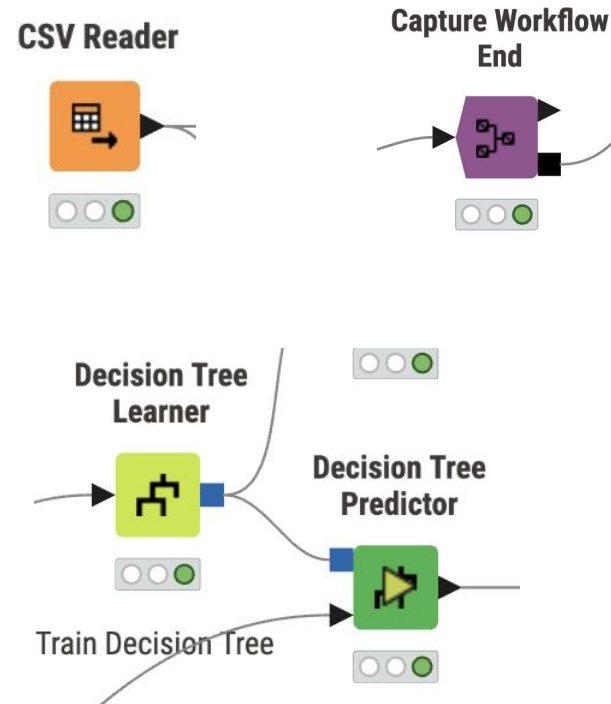 CSV Reader
Capture Workflow
End
Decision Tree
Learner
Decision Tree
Predictor
Train Decision Tree